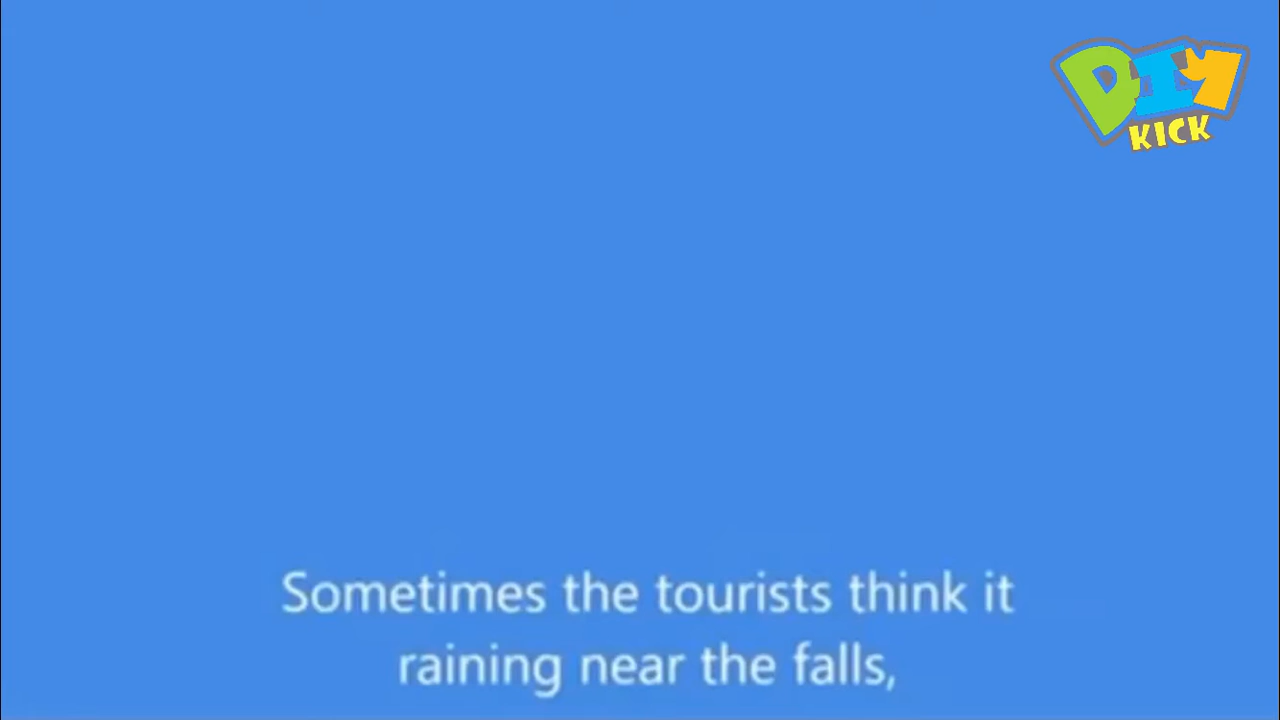 DIY
KICK
Sometimes the tourists think it
raining near the falls,